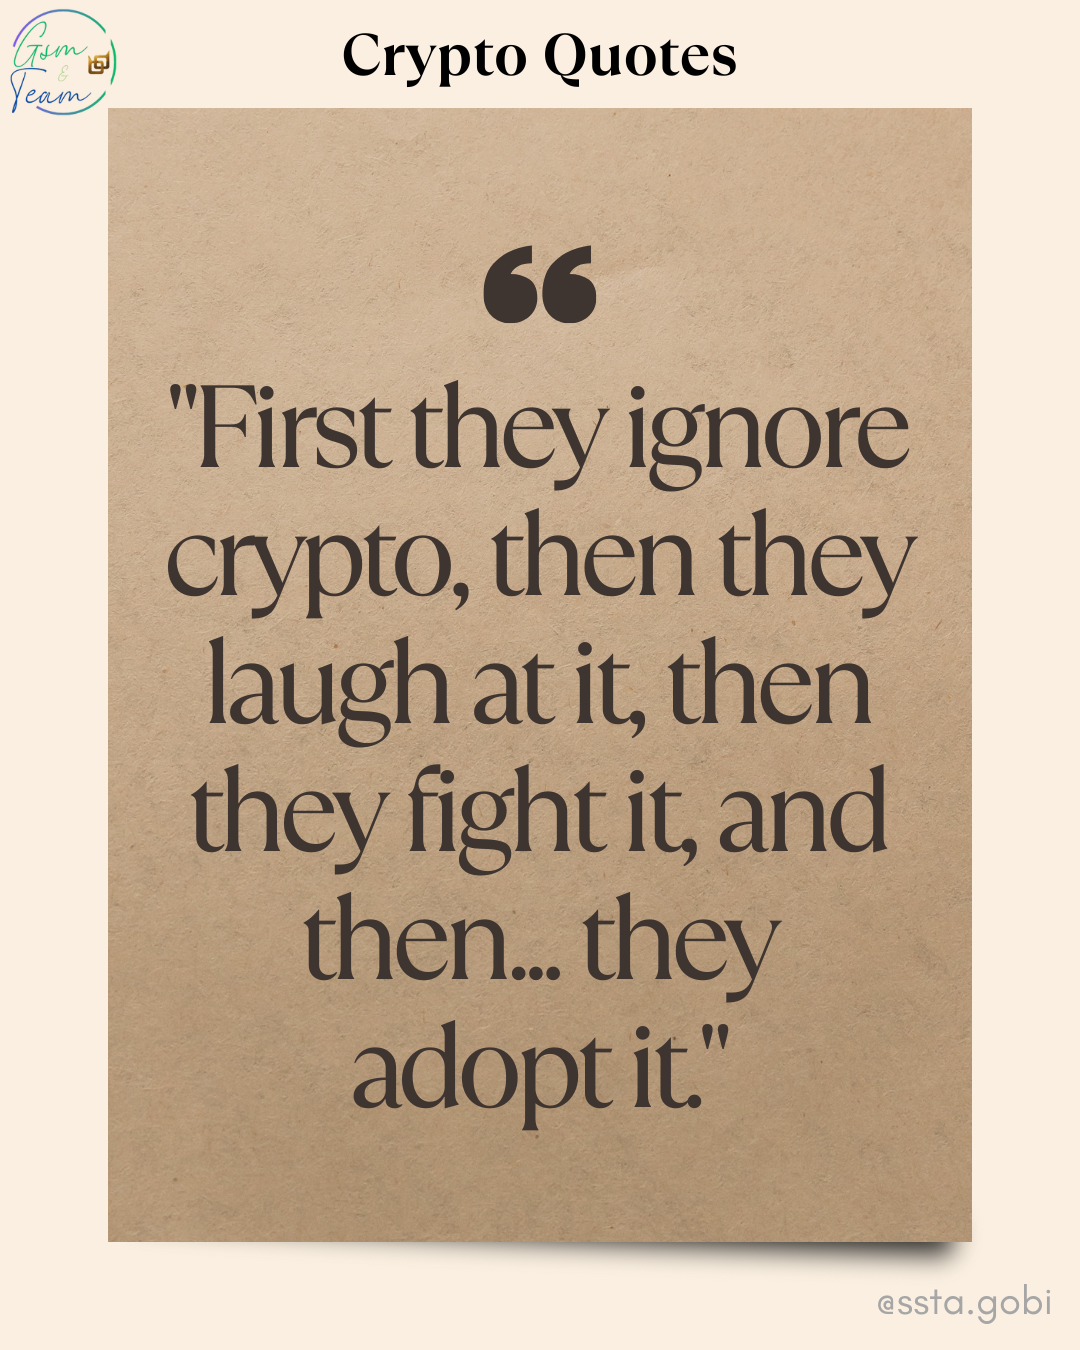 Gsm
&
Team
Crypto Quotes
“
"First they ignore
crypto, then they
laugh at it, then
they fight it, and
then... they
adopt it."
@ssta.gobi